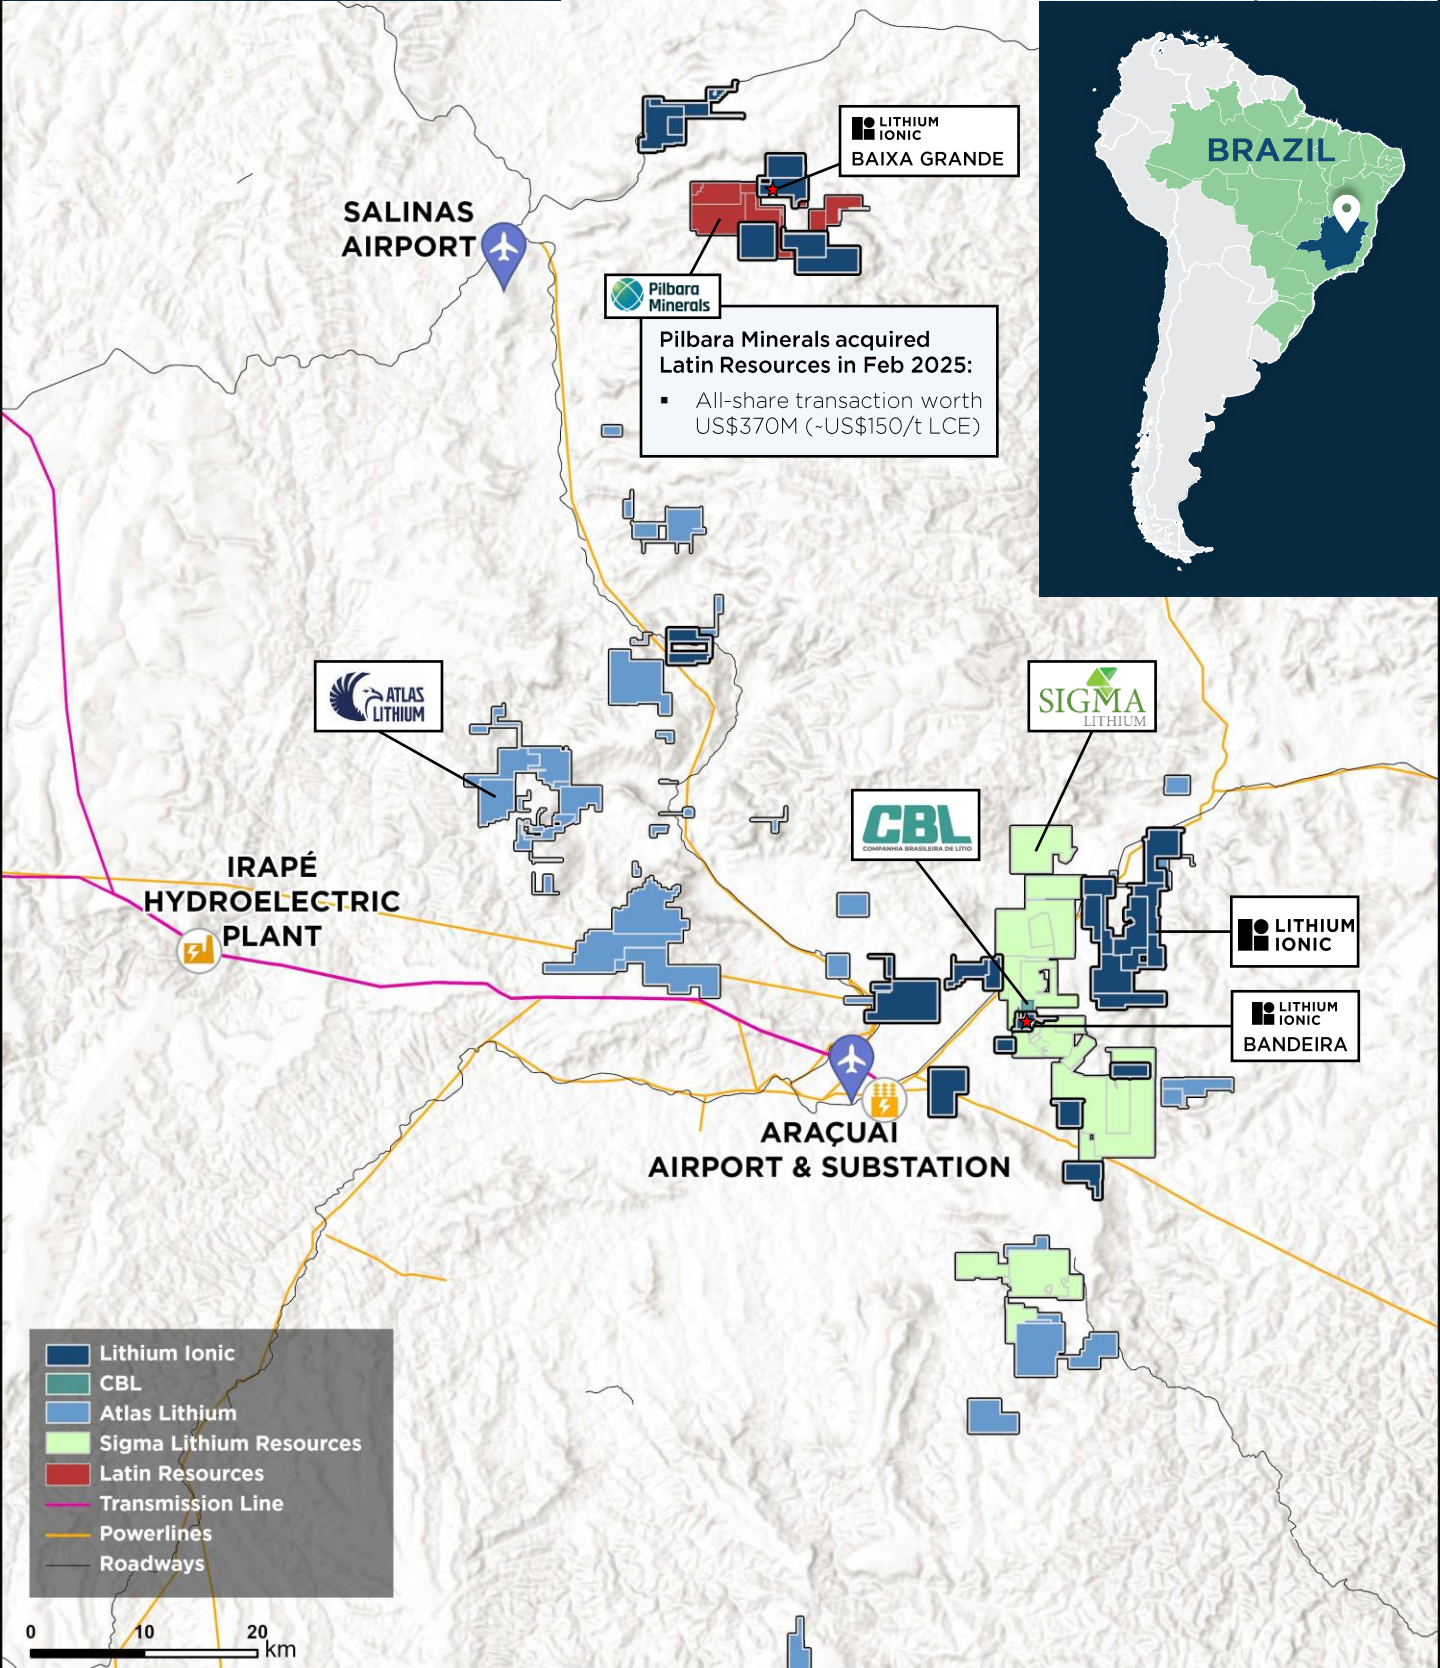 BRAZIL
LITHIUM
IONIC
BAIXA GRANDE
SALINAS
AIRPORT
Pilbara
Minerals
Pilbara Minerals acquired
Latin Resources in Feb 2025:
▪ All-share transaction worth
US$370M (~US$150/t LCE)
ATLAS
LITHIUM
SIGMA
LITHIUM
CBL
COMPANHIA BRASILEIRA DE LÍTIO
IRAPÉ
HYDROELECTRIC
PLANT
LITHIUM
IONIC
LITHIUM
IONIC
BANDEIRA
ARAÇUAI
AIRPORT & SUBSTATION
Lithium Ionic
CBL
Atlas Lithium
Sigma Lithium Resources
Latin Resources
Transmission Line
Powerlines
Roadways
0 10 20
km